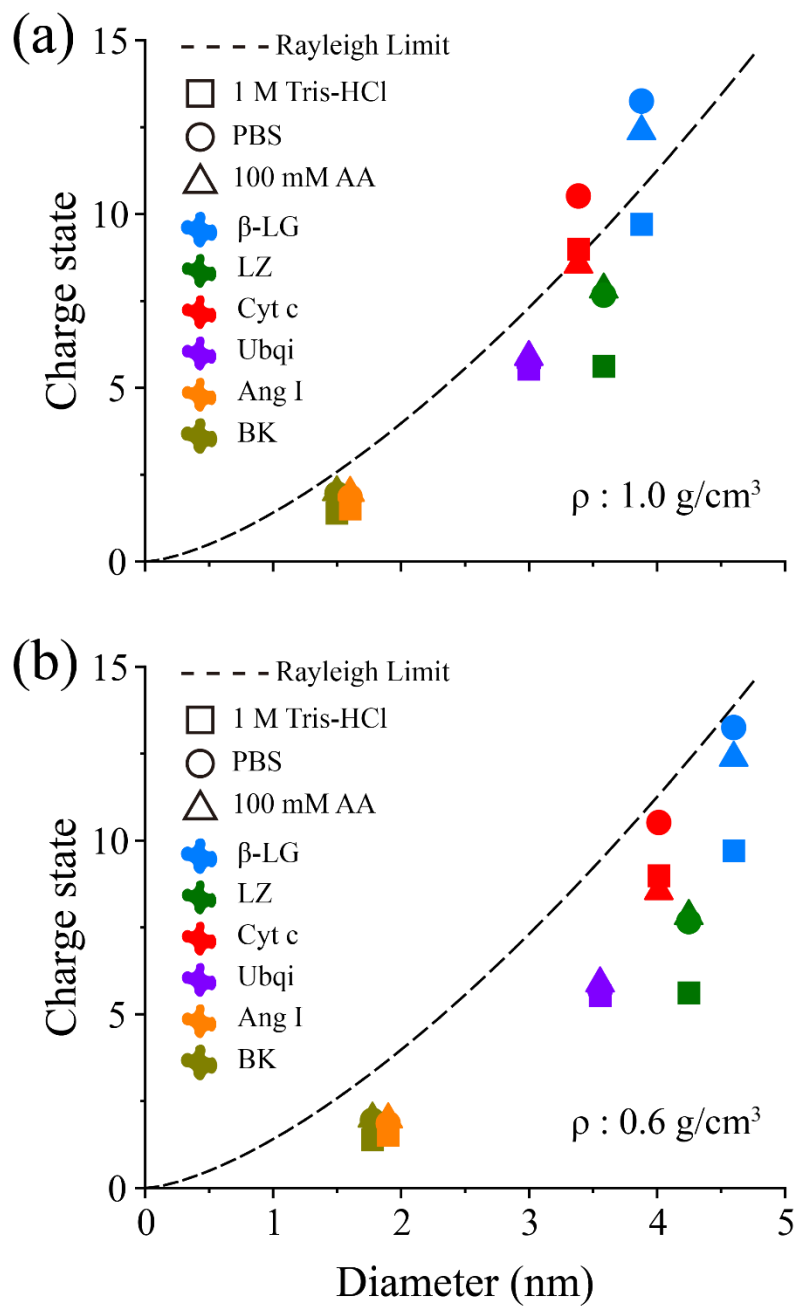 (a)
Charge state
15
10
5
0
Rayleigh Limit
1 M Tris-HCl
PBS
100 mM AA
β-LG
LZ
Cyt c
Ubqi
Ang I
BK
ρ : 1.0 g/cm³
(b)
Charge state
15
10
5
0
Rayleigh Limit
1 M Tris-HCl
PBS
100 mM AA
β-LG
LZ
Cyt c
Ubqi
Ang I
BK
ρ : 0.6 g/cm³
0 1 2 3 4 5
Diameter (nm)